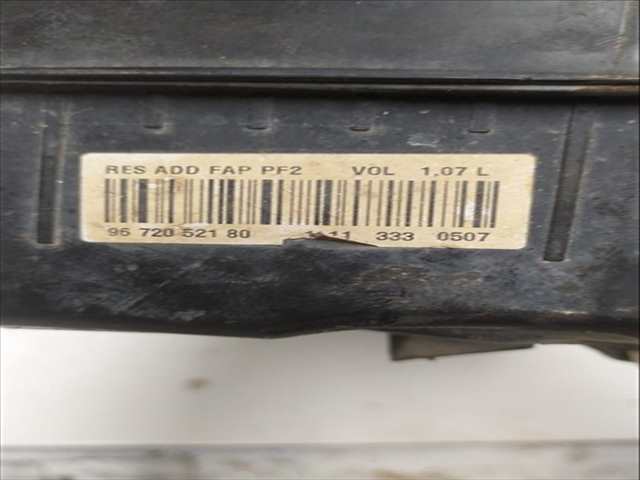 RES ADD FAP PF2 VOL 1,07 L
96 720 521 80 333 0507